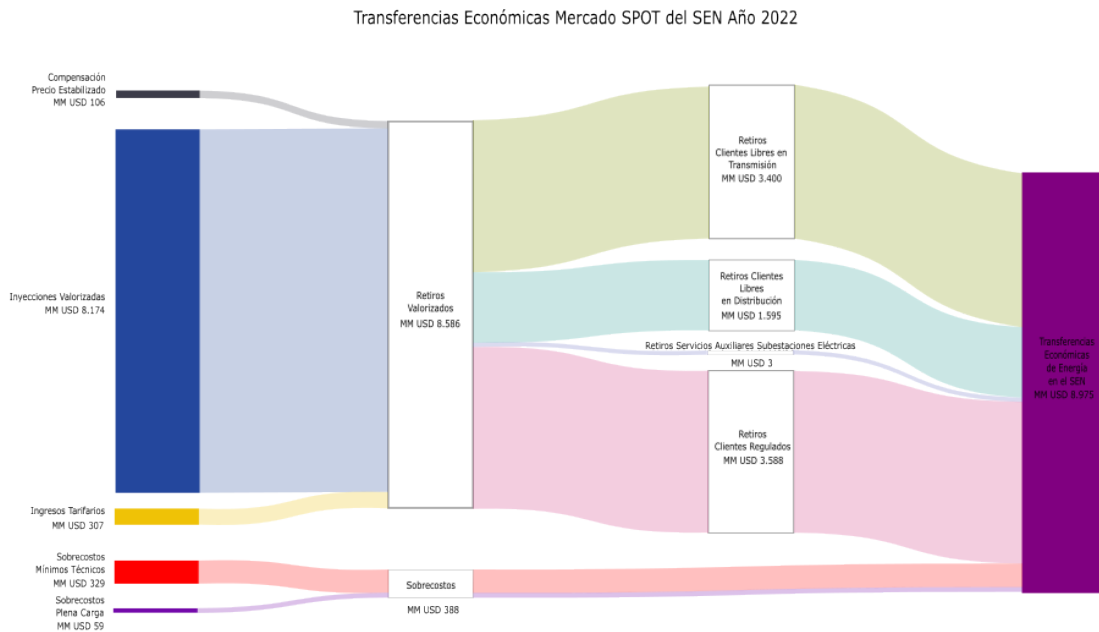 Transferencias Económicas Mercado SPOT del SEN Año 2022
Compensación
Precio Estabilizado
MM USD 106
Inyecciones Valorizadas
MM USD 8.174
Ingresos Tarifarios
MM USD 307
Sobrecostos
Mínimos Técnicos
MM USD 329
Sobrecostos
Plena Carga
MM USD 59
Retiros
Valorizados
MM USD 8.586
Sobrecostos
MM USD 388
Retiros
Clientes Libres en
Transmisión
MM USD 3.400
Retiros Clientes
Libres
en Distribución
MM USD 1.595
Retiros Servicios Auxiliares Subestaciones Eléctricas
MM USD 3
Retiros
Clientes Regulados
MM USD 3.588
Transferencias
Económicas
de Energía
en el SEN
MM USD 8.975